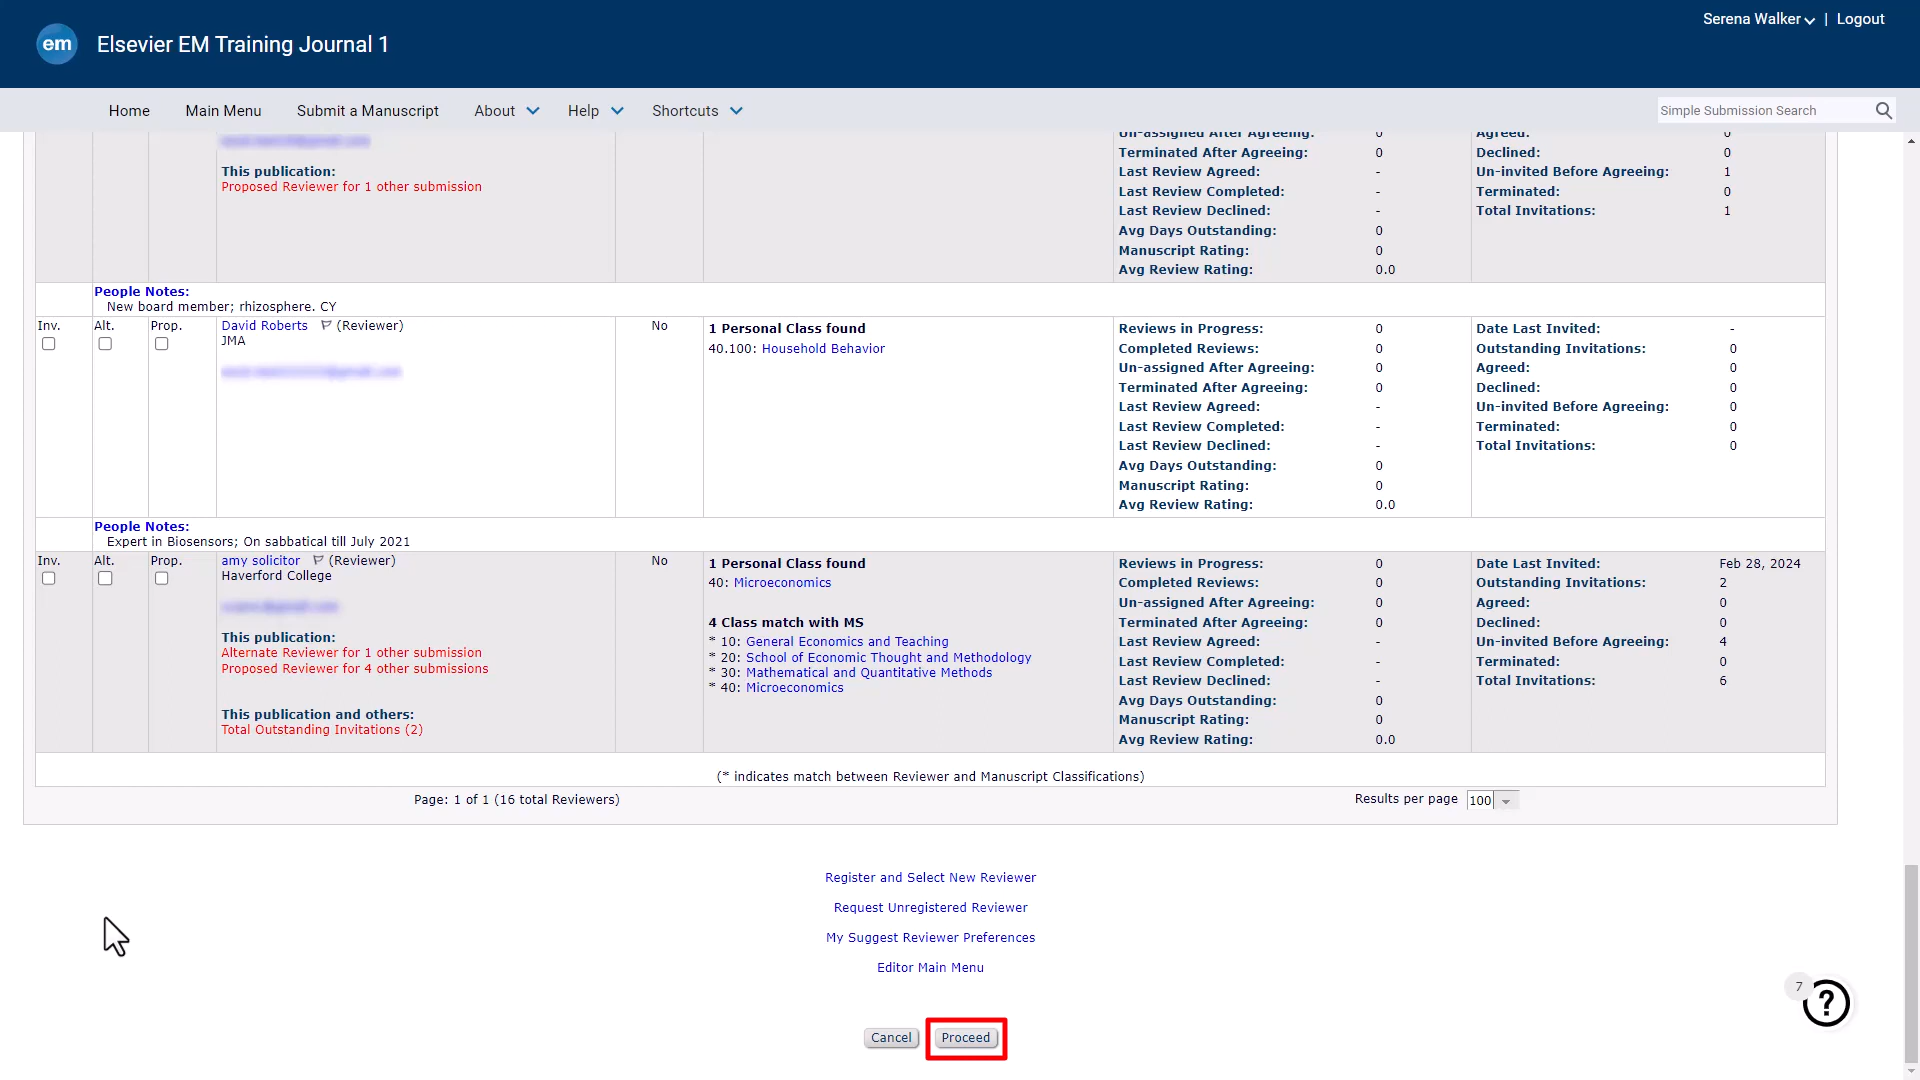 Serena Walker | Logout
em Elsevier EM Training Journal 1
Home Main Menu Submit a Manuscript About Help Shortcuts Simple Submission Search
Un-assigned After Agreeing: 0 Agreed: 0
Terminated After Agreeing: 0 Declined: 0
This publication: Last Review Agreed: - Un-invited Before Agreeing: 1
Proposed Reviewer for 1 other submission Last Review Completed: - Terminated: 0
Last Review Declined: - Total Invitations: 1
Avg Days Outstanding: 0
Manuscript Rating: 0
Avg Review Rating: 0.0
People Notes:
New board member; rhizosphere. CY
Inv. Alt. Prop. David Roberts (Reviewer) No 1 Personal Class found Reviews in Progress: 0 Date Last Invited: -
JMA 40.100: Household Behavior Completed Reviews: 0 Outstanding Invitations: 0
Un-assigned After Agreeing: 0 Agreed: 0
Terminated After Agreeing: 0 Declined: 0
Last Review Agreed: - Un-invited Before Agreeing: 0
Last Review Completed: - Terminated: 0
Last Review Declined: - Total Invitations: 0
Avg Days Outstanding: 0
Manuscript Rating: 0
Avg Review Rating: 0.0
People Notes:
Expert in Biosensors; On sabbatical till July 2021
Inv. Alt. Prop. amy solicitor (Reviewer) No 1 Personal Class found Reviews in Progress: 0 Date Last Invited: Feb 28, 2024
Haverford College 40: Microeconomics Completed Reviews: 0 Outstanding Invitations: 2
Un-assigned After Agreeing: 0 Agreed: 0
4 Class match with MS Terminated After Agreeing: 0 Declined: 0
This publication: * 10: General Economics and Teaching Last Review Agreed: - Un-invited Before Agreeing: 4
Alternate Reviewer for 1 other submission * 20: School of Economic Thought and Methodology Last Review Completed: - Terminated: 0
Proposed Reviewer for 4 other submissions * 30: Mathematical and Quantitative Methods Last Review Declined: - Total Invitations: 6
* 40: Microeconomics Avg Days Outstanding: 0
This publication and others: Manuscript Rating: 0
Total Outstanding Invitations (2) Avg Review Rating: 0.0
(* indicates match between Reviewer and Manuscript Classifications)
Page: 1 of 1 (16 total Reviewers) Results per page 100
Register and Select New Reviewer
Request Unregistered Reviewer
My Suggest Reviewer Preferences
Editor Main Menu
7 ?
Cancel Proceed